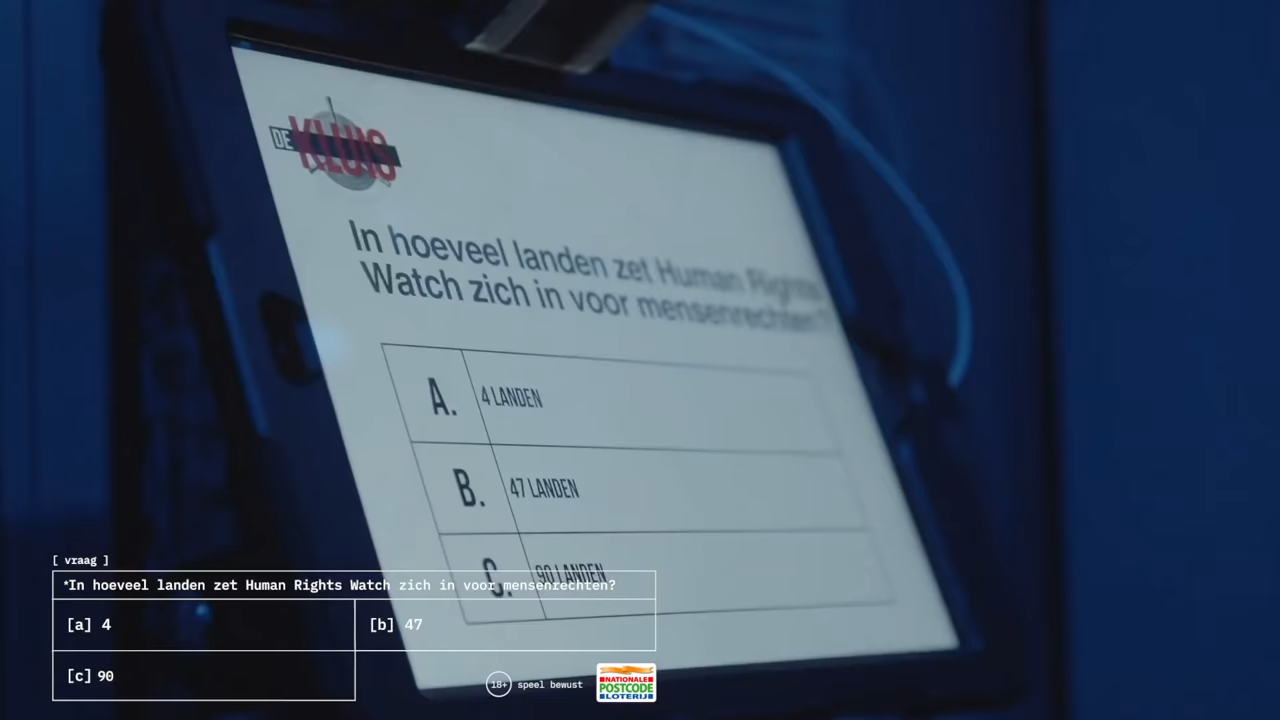 DE KLUIS
In hoeveel landen zet Human Rights
Watch zich in voor mensenrechten?
A. 4 LANDEN
B. 47 LANDEN
C. 90 LANDEN
[ vraag ]
*In hoeveel landen zet Human Rights Watch zich in voor mensenrechten?
[a] 4
[b] 47
[c] 90
18+ speel bewust
NATIONALE
POSTCODE
LOTERIJ